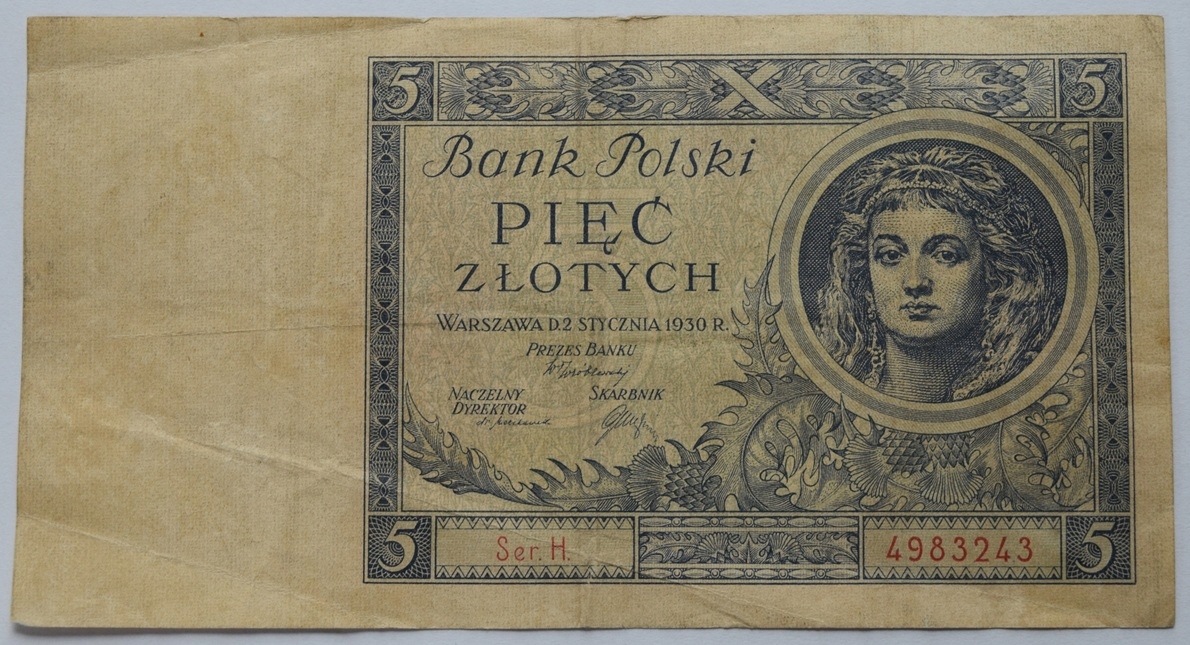 5 5
Bank Polski
PIĘĆ
ZŁOTYCH
WARSZAWA D. 2 STYCZNIA 1930 R.
PREZES BANKU
NACZELNY SKARBNIK
DYREKTOR
5 Ser. H. 4983243 5